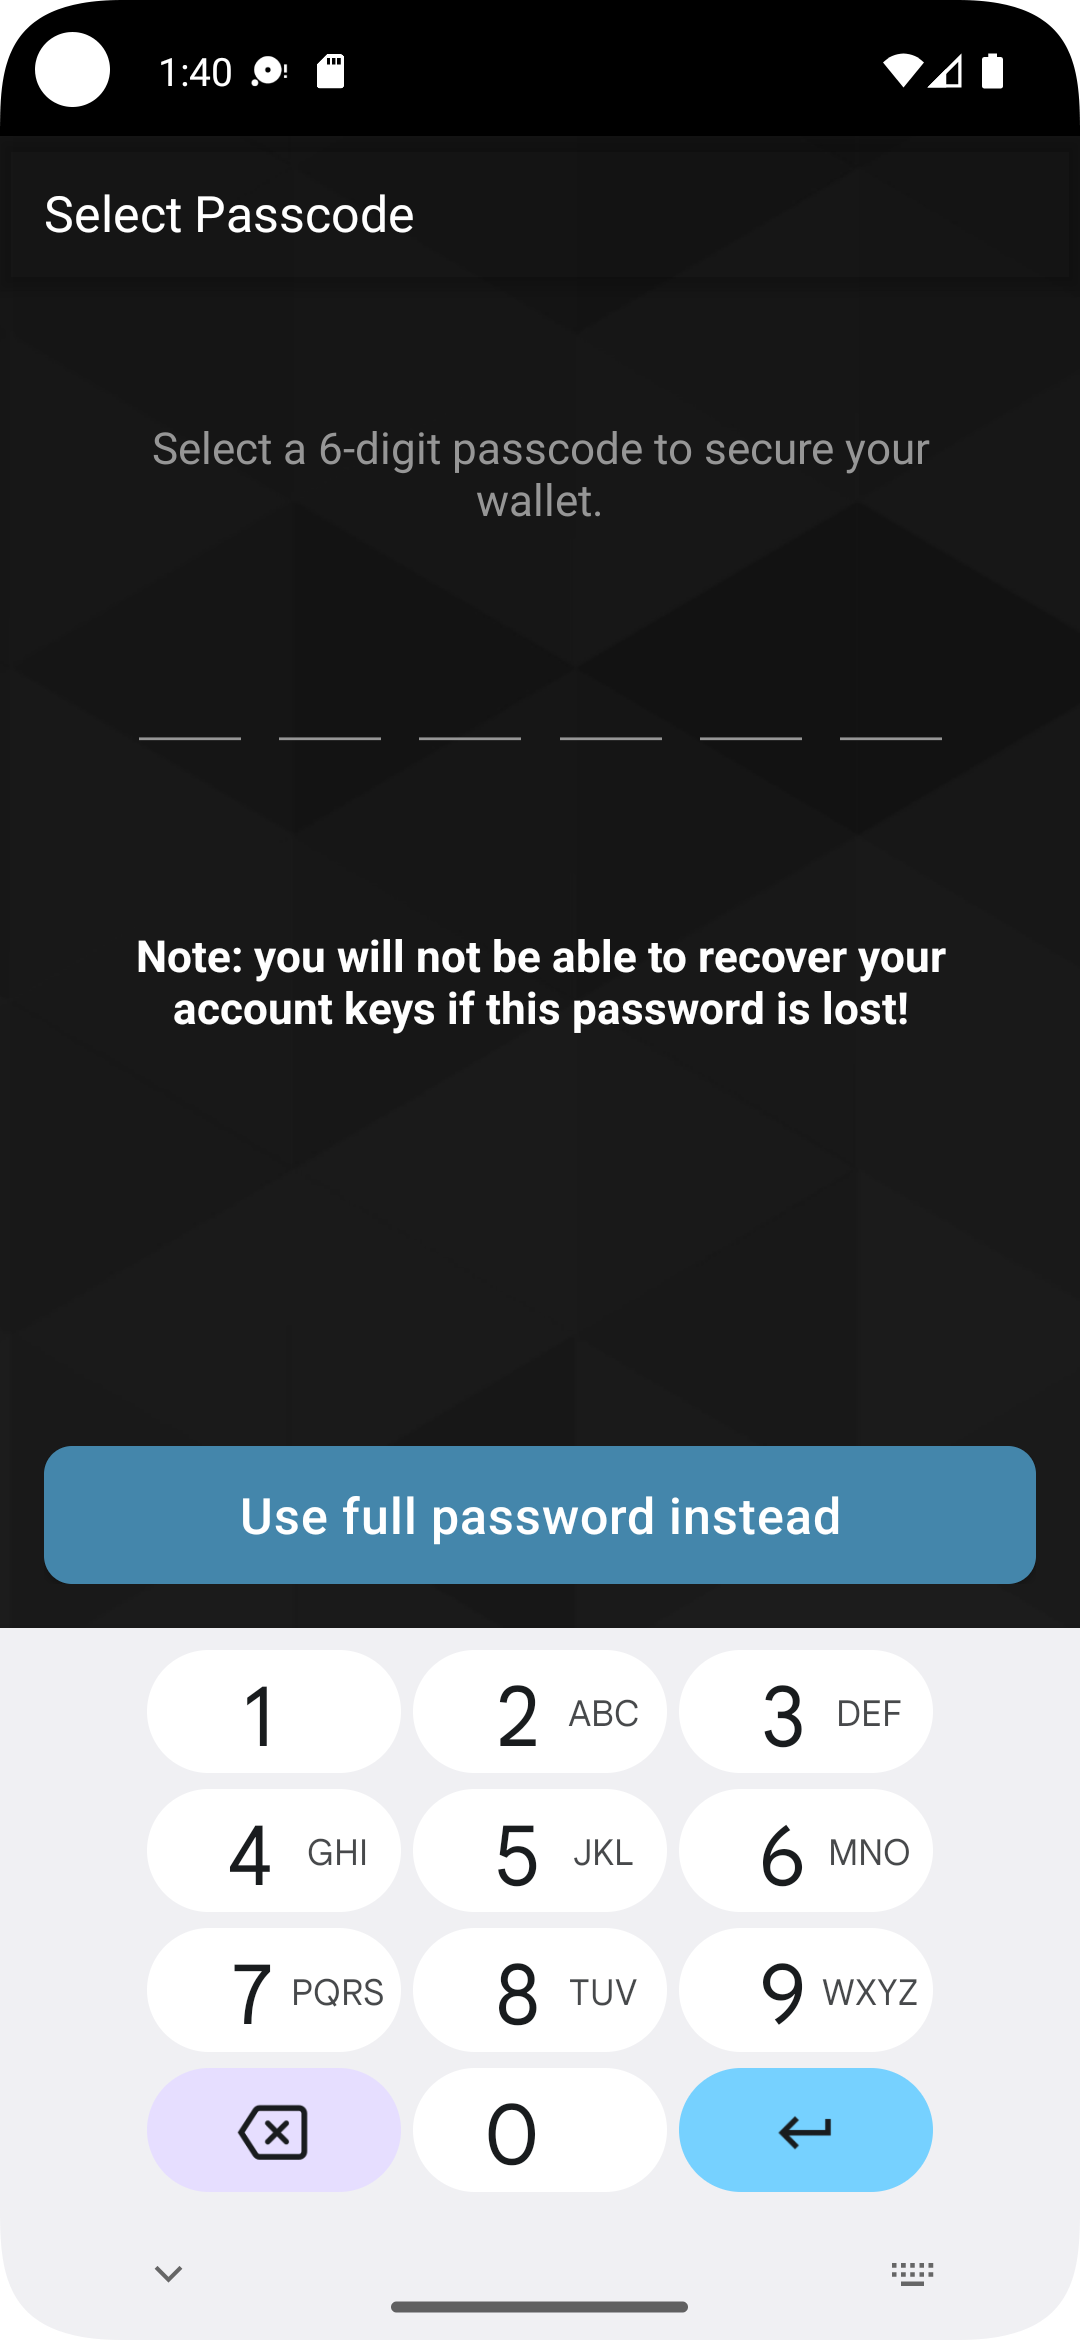 1:40
Select Passcode
Select a 6-digit passcode to secure your
wallet.
Note: you will not be able to recover your
account keys if this password is lost!
Use full password instead
1
2 ABC
3 DEF
4 GHI
5 JKL
6 MNO
7 PQRS
8 TUV
9 WXYZ
0